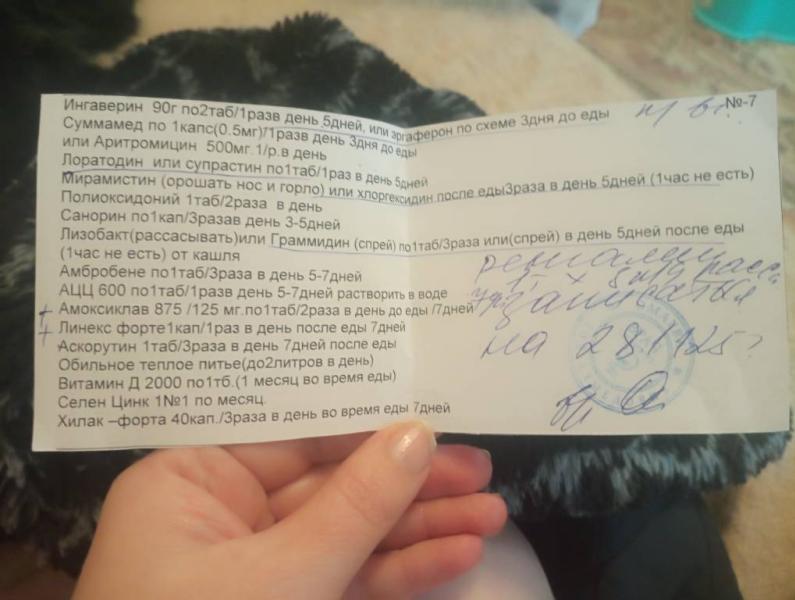 №-7
Ингаверин 90г по2таб/1разв день 5дней, или эргаферон по схеме 3дня до еды
Суммамед по 1капс(0.5мг)/1разв день 3дня до еды
или Аритромицин 500мг.1/р.в день
Лоратодин или супрастин по1таб/1раз в день 5дней
Мирамистин (орошать нос и горло) или хлоргексидин после еды3раза в день 5дней (1час не есть)
Полиоксидоний 1таб/2раза в день
Санорин по1кап/3разав день 3-5дней
Лизобакт(рассасывать)или Граммидин (спрей) по1таб/3раза или(спрей) в день 5дней после еды
(1час не есть) от кашля
Амбробене по1таб/3раза в день 5-7дней
АЦЦ 600 по1таб/1разв день 5-7дней растворить в воде
+ Амоксиклав 875 /125 мг.по1таб/2раза в день до еды /7дней
+ Линекс форте1кап/1раз в день после еды 7дней
Аскорутин 1таб/3раза в день 7дней после еды
Обильное теплое питье(до2литров в день)
Витамин Д 2000 по1тб.(1 месяц во время еды)
Селен Цинк 1№1 по месяц.
Хилак –форта 40кап./3раза в день во время еды 7дней
записаться
на 28/1 25г